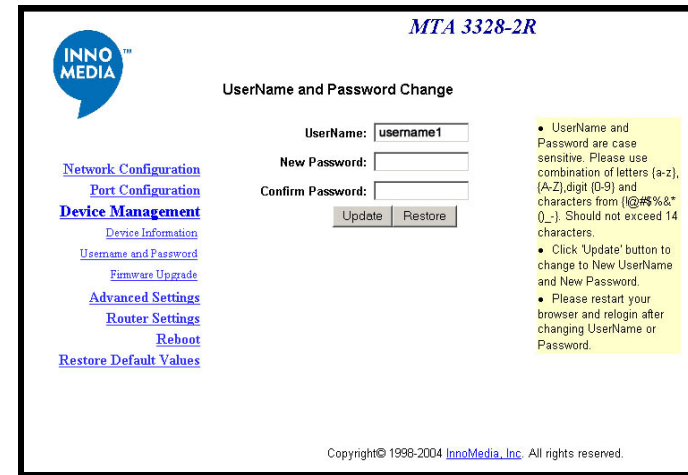 MTA 3328-2R
INNO ™
MEDIA
UserName and Password Change
UserName: username1
New Password:
Confirm Password:
Update Restore
Network Configuration
Port Configuration
Device Management
Device Information
Username and Password
Firmware Upgrade
Advanced Settings
Router Settings
Reboot
Restore Default Values
• UserName and
Password are case
sensitive. Please use
combination of letters {a-z},
{A-Z},digit {0-9} and
characters from {!@#$%&*
()_-}. Should not exceed 14
characters.
• Click 'Update' button to
change to New UserName
and New Password.
• Please restart your
browser and relogin after
changing UserName or
Password.
Copyright© 1998-2004 InnoMedia, Inc. All rights reserved.